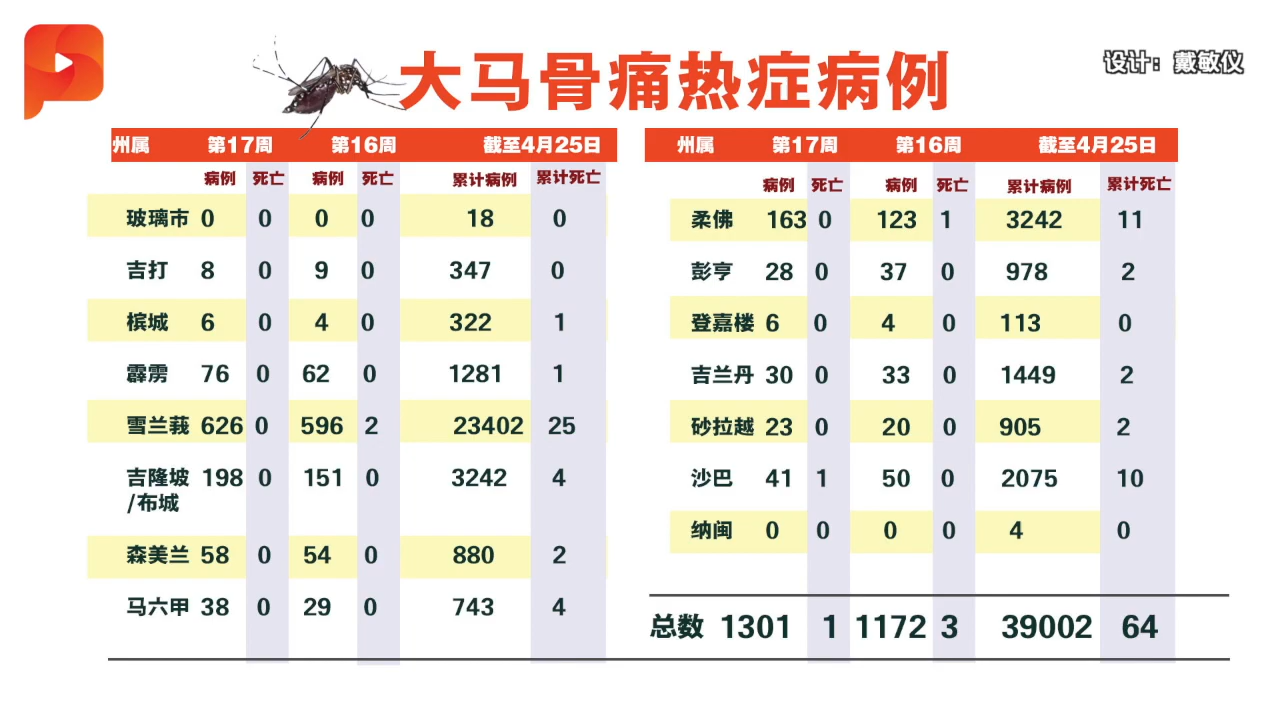 大马骨痛热症病例
设计：戴敏仪
州属 第17周 第16周 截至4月25日
病例 死亡 病例 死亡 累计病例 累计死亡
玻璃市 0 0 0 0 18 0
吉打 8 0 9 0 347 0
槟城 6 0 4 0 322 1
霹雳 76 0 62 0 1281 1
雪兰莪 626 0 596 2 23402 25
吉隆坡 198 0 151 0 3242 4
/布城
森美兰 58 0 54 0 880 2
马六甲 38 0 29 0 743 4
州属 第17周 第16周 截至4月25日
病例 死亡 病例 死亡 累计病例 累计死亡
柔佛 163 0 123 1 3242 11
彭亨 28 0 37 0 978 2
登嘉楼 6 0 4 0 113 0
吉兰丹 30 0 33 0 1449 2
砂拉越 23 0 20 0 905 2
沙巴 41 1 50 0 2075 10
纳闽 0 0 0 0 4 0
总数 1301 1 1172 3 39002 64